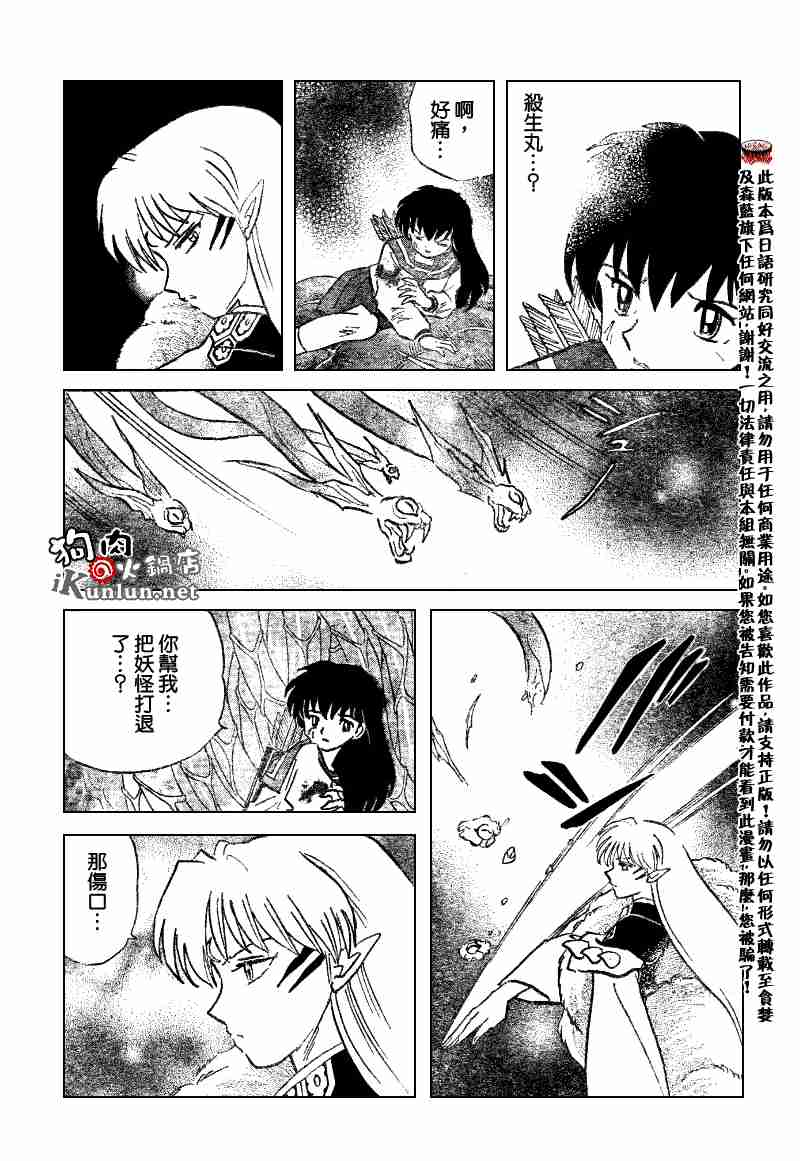 殺生丸…?
啊，
好痛…
你幫我…
把妖怪打退
了…?
那傷口…
狗肉火鍋店
iKunlun.net
此版本爲日語研究同好交流之用，請勿用于任何商業用途。如您喜歡此作品，請支持正版！請勿以任何形式轉載至貪婪
及森藍旗下任何網站，謝謝！一切法律責任與本組無關。如果您被告知需要付款才能看到此漫畫，那麼，您被騙了！